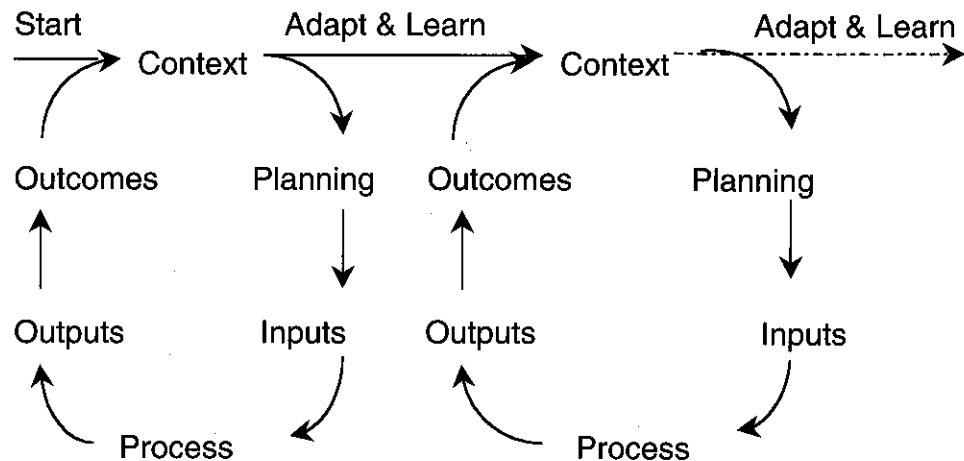 Start
Adapt & Learn
Adapt & Learn
Context
Context
Outcomes
Planning
Outcomes
Planning
Outputs
Inputs
Outputs
Inputs
Process
Process